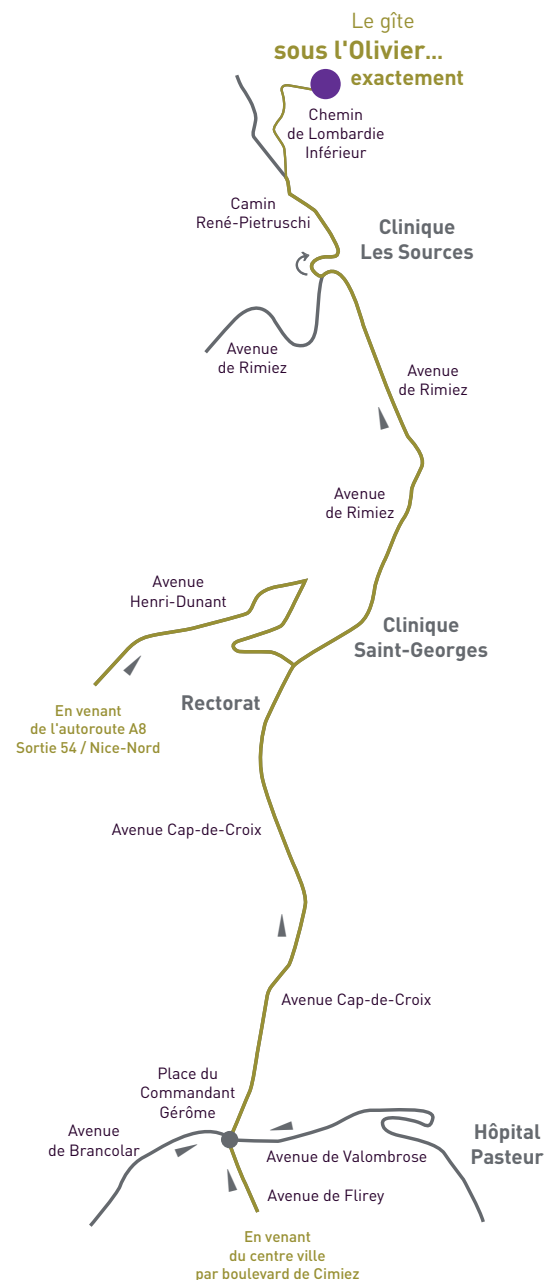 Le gîte
sous l'Olivier...
exactement
Chemin
de Lombardie
Inférieur
Camin
René-Pietruschi
Clinique
Les Sources
Avenue
de Rimiez
Avenue
de Rimiez
Avenue
de Rimiez
Avenue
Henri-Dunant
Clinique
Saint-Georges
Rectorat
En venant
de l'autoroute A8
Sortie 54 / Nice-Nord
Avenue Cap-de-Croix
Avenue Cap-de-Croix
Place du
Commandant
Gérôme
Avenue
de Brancolar
Hôpital
Pasteur
Avenue de Valombrose
Avenue de Flirey
En venant
du centre ville
par boulevard de Cimiez